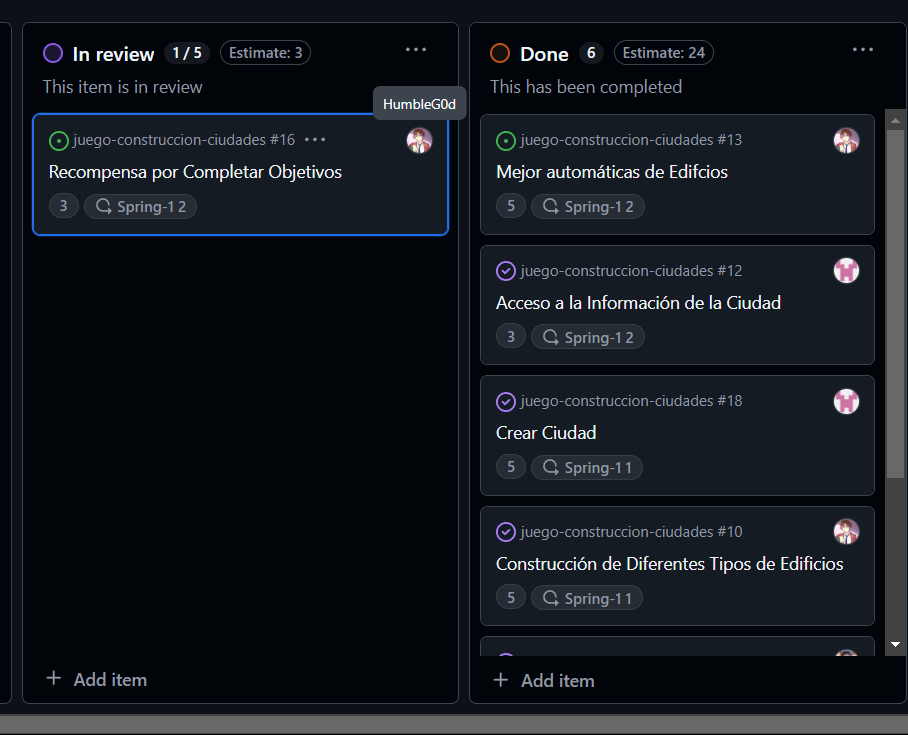 In review 1 / 5 Estimate: 3
This item is in review
HumbleG0d
juego-construccion-ciudades #16
Recompensa por Completar Objetivos
3 Spring-1 2
Add item
Done 6 Estimate: 24
This has been completed
juego-construccion-ciudades #13
Mejor automáticas de Edifcios
5 Spring-1 2
juego-construccion-ciudades #12
Acceso a la Información de la Ciudad
3 Spring-1 2
juego-construccion-ciudades #18
Crear Ciudad
5 Spring-1 1
juego-construccion-ciudades #10
Construcción de Diferentes Tipos de Edificios
5 Spring-1 1
Add item